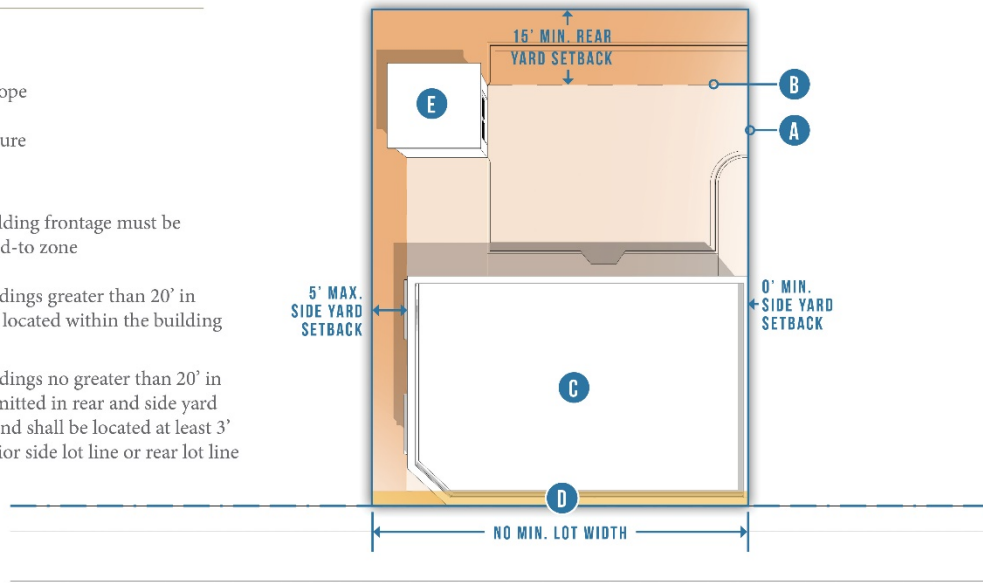 ope
ure
lding frontage must be
d-to zone
dings greater than 20’ in
located within the building
dings no greater than 20’ in
mitted in rear and side yard
nd shall be located at least 3’
ior side lot line or rear lot line
15’ MIN. REAR
YARD SETBACK
B
A
E
5’ MAX.
SIDE YARD
SETBACK
0’ MIN.
SIDE YARD
SETBACK
C
D
NO MIN. LOT WIDTH